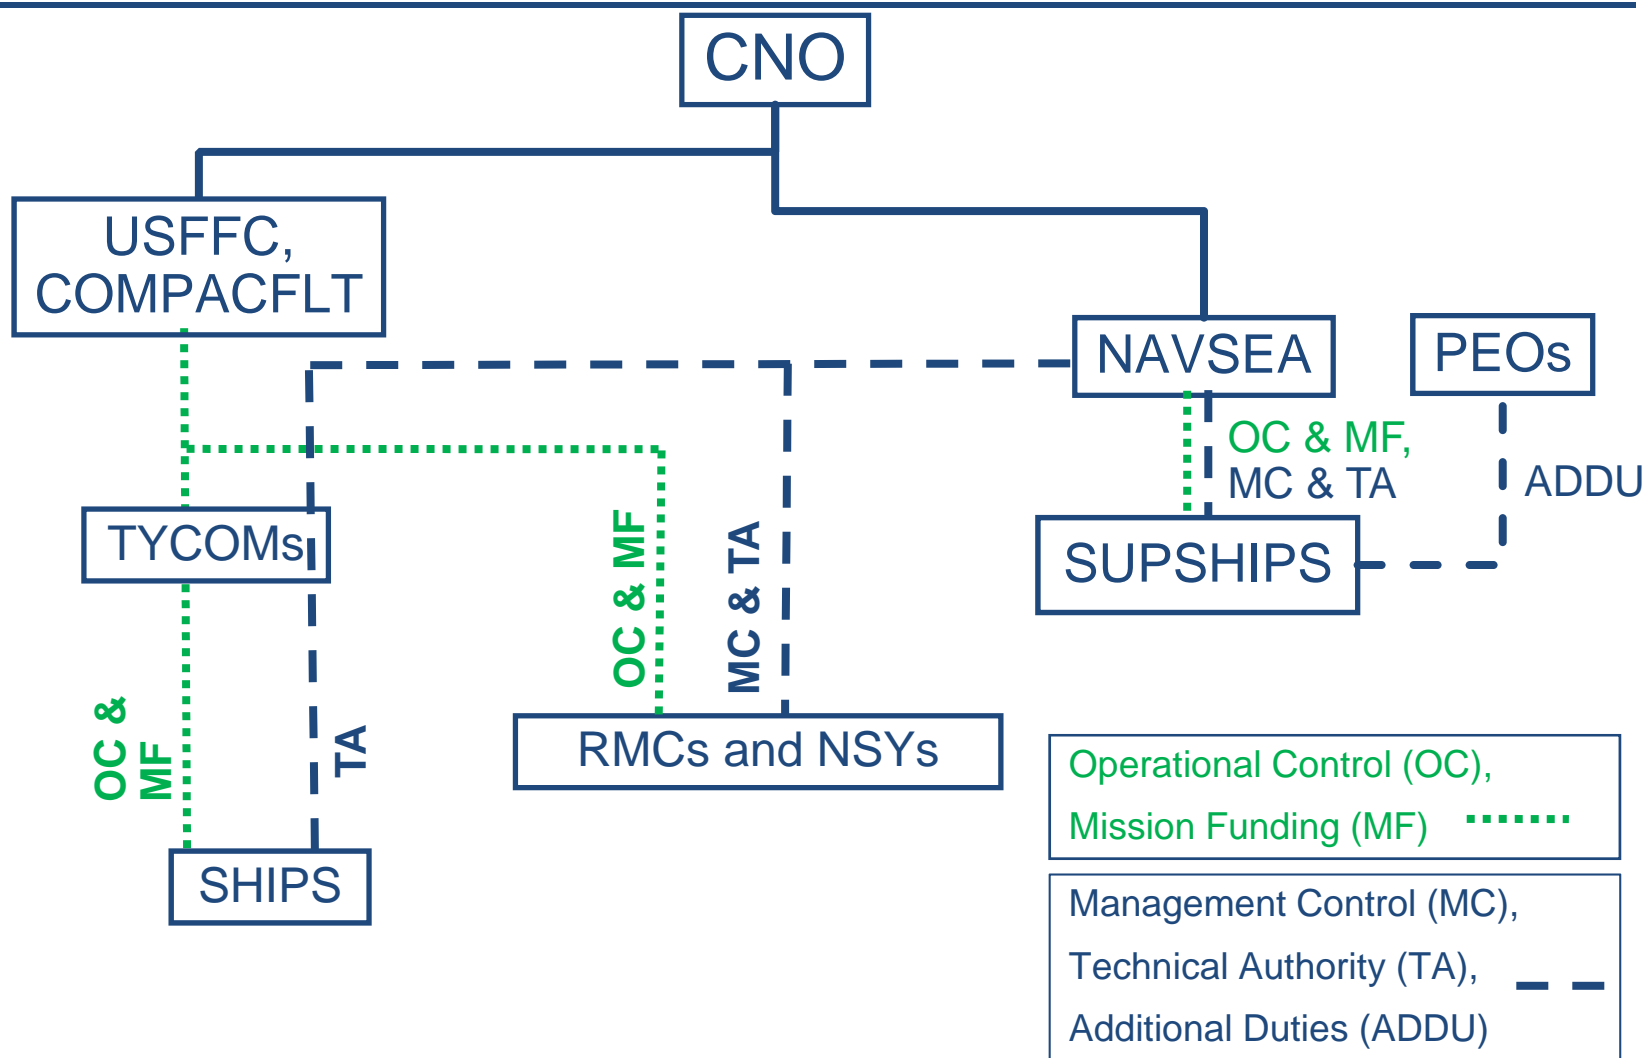 CNO
USFFC,
COMPACFLT
NAVSEA
PEOs
OC & MF,
MC & TA
ADDU
TYCOMs
SUPSHIPS
OC & MF
MC & TA
OC &
MF
TA
RMCs and NSYs
SHIPS
Operational Control (OC),
Mission Funding (MF)
Management Control (MC),
Technical Authority (TA),
Additional Duties (ADDU)